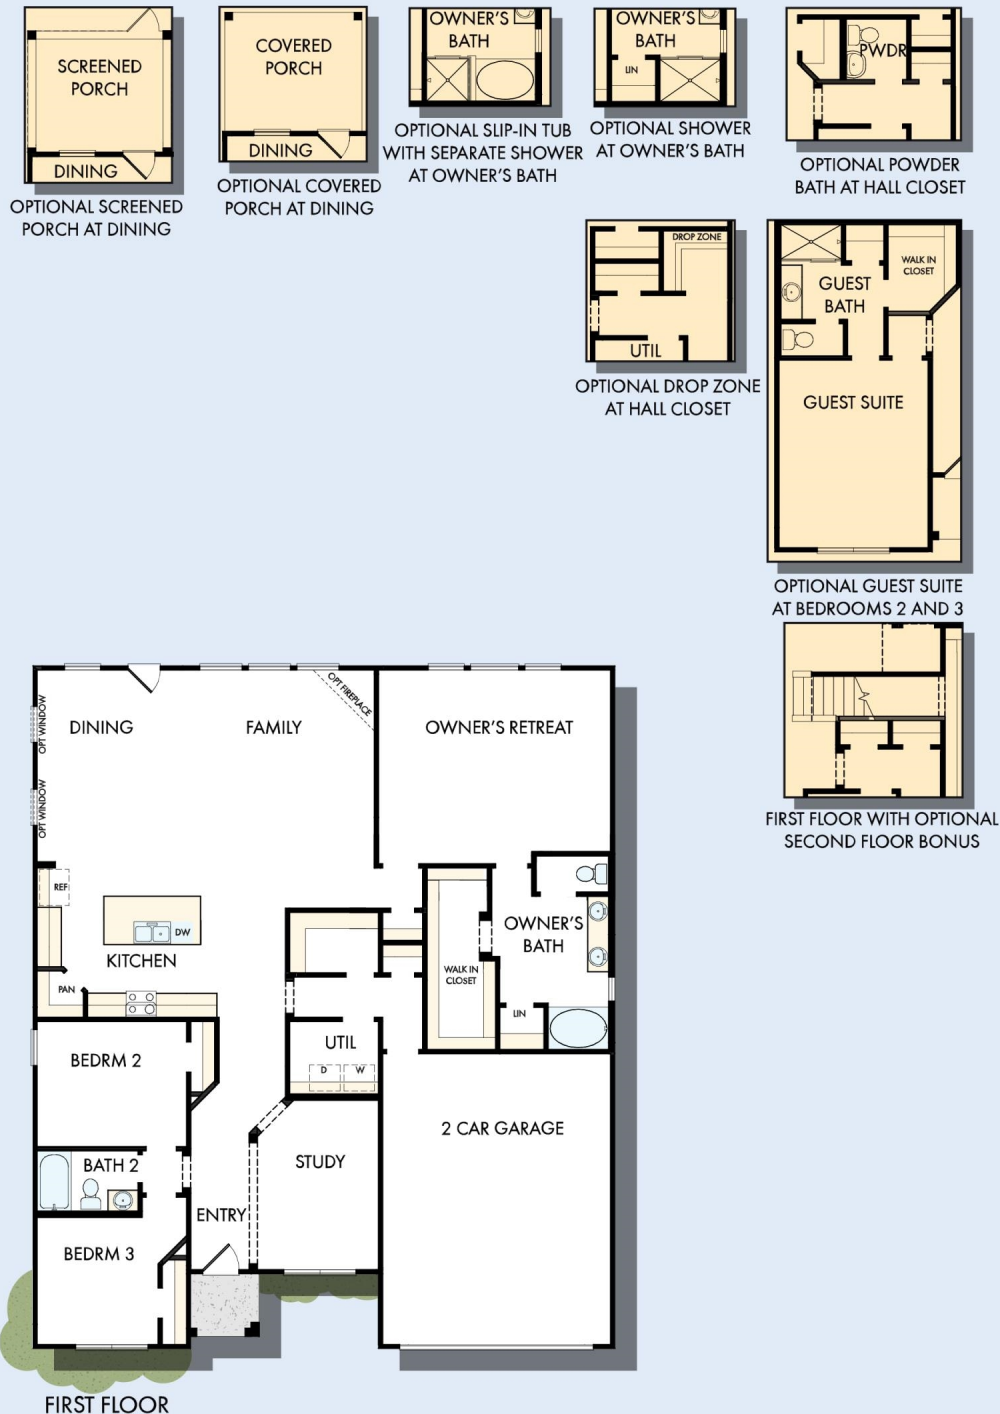 SCREENED
PORCH
DINING
OPTIONAL SCREENED
PORCH AT DINING
COVERED
PORCH
DINING
OPTIONAL COVERED
PORCH AT DINING
OWNER'S
BATH
OPTIONAL SLIP-IN TUB
WITH SEPARATE SHOWER
AT OWNER'S BATH
OWNER'S
BATH
LIN
OPTIONAL SHOWER
AT OWNER'S BATH
PWDR
OPTIONAL POWDER
BATH AT HALL CLOSET
DROP ZONE
UTIL
OPTIONAL DROP ZONE
AT HALL CLOSET
WALK IN
CLOSET
GUEST
BATH
GUEST SUITE
OPTIONAL GUEST SUITE
AT BEDROOMS 2 AND 3
FIRST FLOOR WITH OPTIONAL
SECOND FLOOR BONUS
OPT WINDOW
OPT WINDOW
DINING
FAMILY
OPT FIREPLACE
OWNER'S RETREAT
REF
DW
KITCHEN
PAN
OWNER'S
BATH
WALK IN
CLOSET
LIN
UTIL
D
W
BEDRM 2
2 CAR GARAGE
BATH 2
STUDY
ENTRY
BEDRM 3
FIRST FLOOR